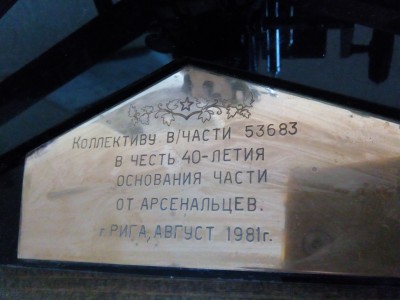 Коллективу в/части 53683
в честь 40-летия
основания части
от арсенальцев.
г. Рига, август 1981г.